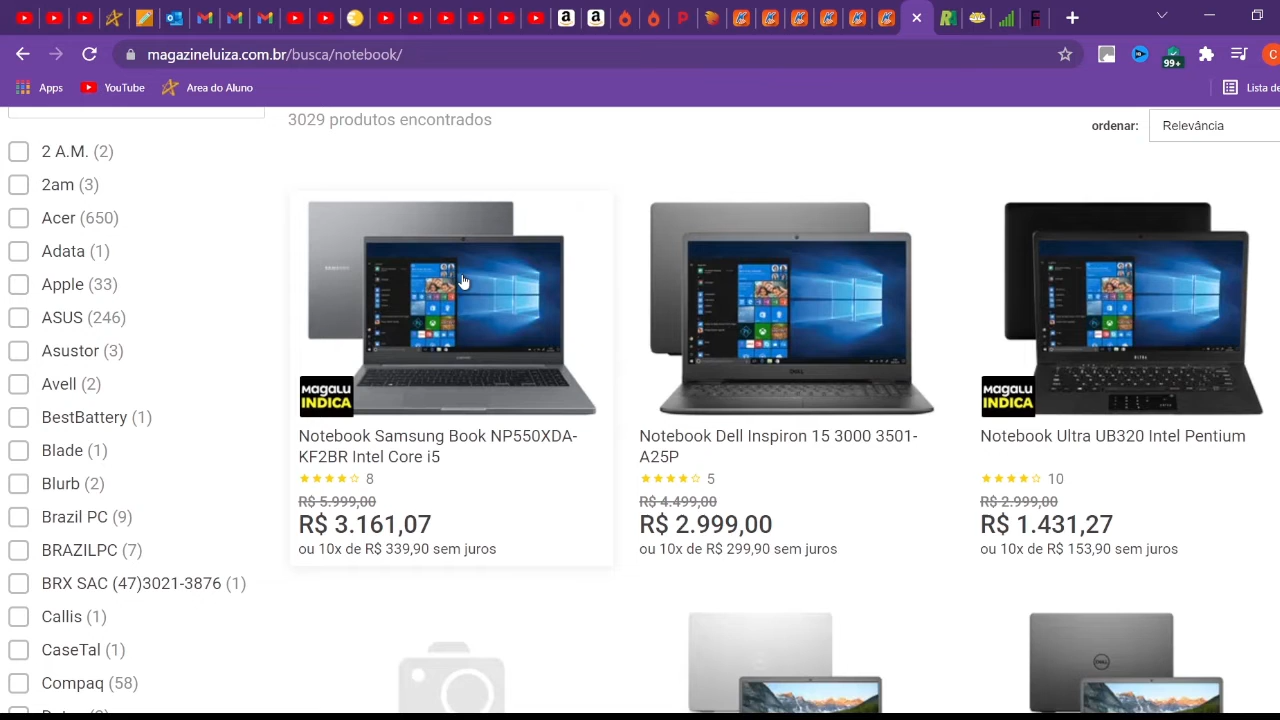 99+
magazineluiza.com.br/busca/notebook/
Apps YouTube Area do Aluno Lista de
3029 produtos encontrados
ordenar: Relevância
2 A.M. (2)
2am (3)
Acer (650)
Adata (1)
Apple (33)
ASUS (246)
Asustor (3)
Avell (2)
BestBattery (1)
Blade (1)
Blurb (2)
Brazil PC (9)
BRAZILPC (7)
BRX SAC (47)3021-3876 (1)
Callis (1)
CaseTal (1)
Compaq (58)
SAMSUNG
MAGALU
INDICA
Notebook Samsung Book NP550XDA-
KF2BR Intel Core i5
8
R$ 5.999,00
R$ 3.161,07
ou 10x de R$ 339,90 sem juros
DELL
Notebook Dell Inspiron 15 3000 3501-
A25P
5
R$ 4.499,00
R$ 2.999,00
ou 10x de R$ 299,90 sem juros
ULTRA
MAGALU
INDICA
Notebook Ultra UB320 Intel Pentium
10
R$ 2.999,00
R$ 1.431,27
ou 10x de R$ 153,90 sem juros
DELL